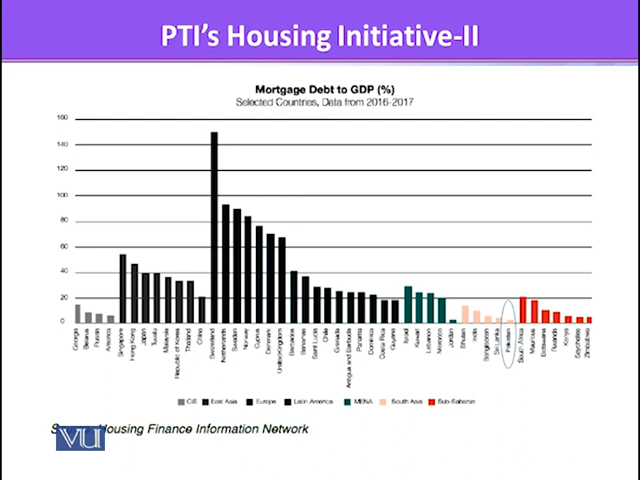 PTI's Housing Initiative-II
Mortgage Debt to GDP (%)
Selected Countries, Data from 2016-2017
160
140
120
100
80
60
40
20
0
Georgia
Belarus
Russia
Armenia
Singapore
Hong Kong
Japan
Tuvalu
Malaysia
Republic of Korea
Thailand
China
Switzerland
Netherlands
Sweden
Norway
Cyprus
Denmark
United Kingdom
Barbados
Bahamas
Saint Lucia
Chile
Grenada
Antigua and Barbuda
Panama
Dominica
Costa Rica
Guyana
Israel
Kuwait
Lebanon
Morocco
Jordan
Bhutan
India
Bangladesh
Sri Lanka
Pakistan
South Africa
Mauritius
Botswana
Rwanda
Kenya
Seychelles
Zimbabwe
CIS East Asia Europe Latin America MENA South Asia Sub-Saharan
Housing Finance Information Network
VU